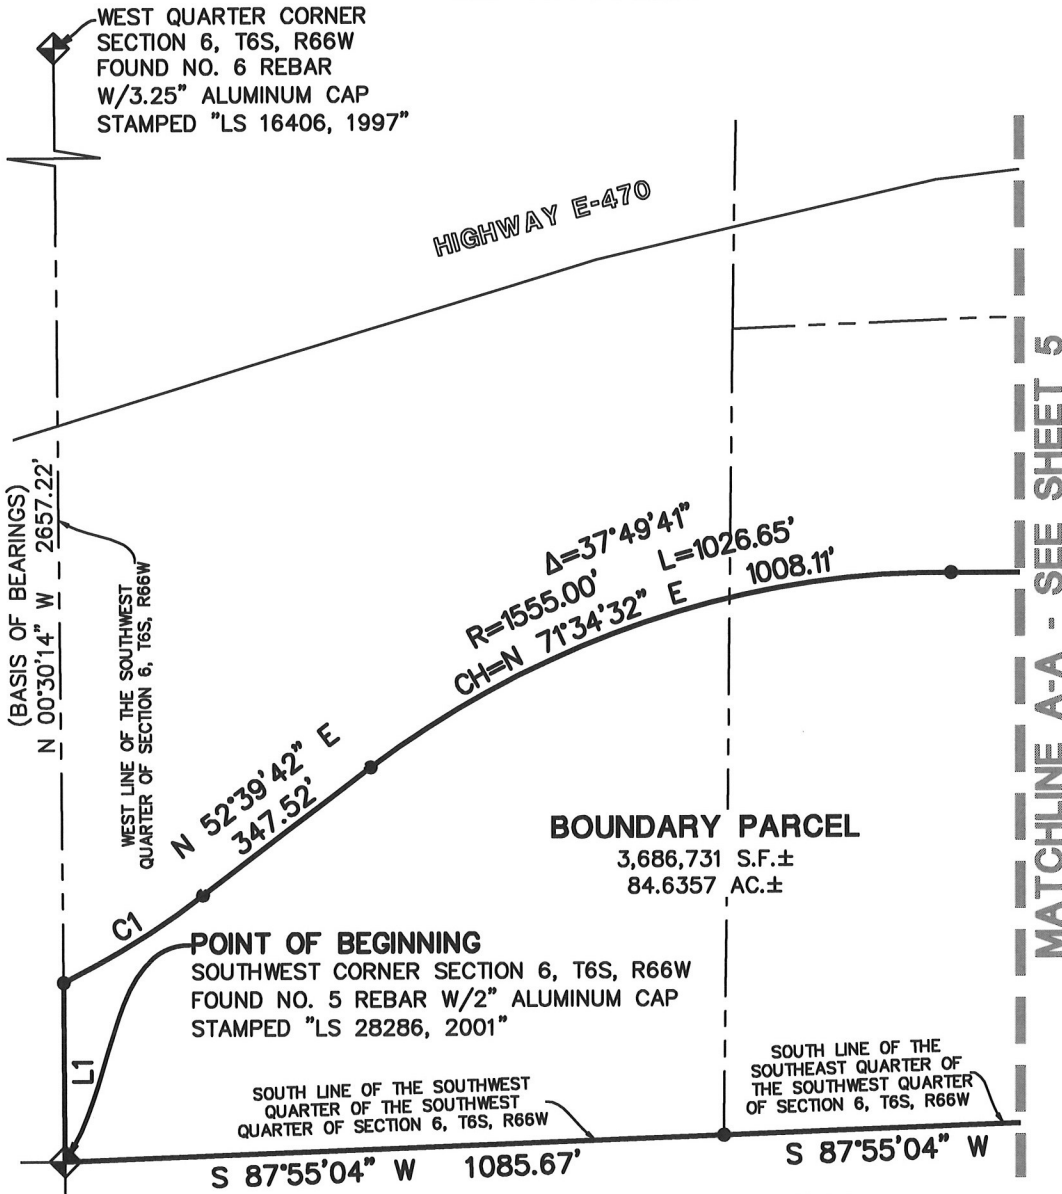 WEST QUARTER CORNER
SECTION 6, T6S, R66W
FOUND NO. 6 REBAR
W/3.25" ALUMINUM CAP
STAMPED "LS 16406, 1997"
HIGHWAY E-470
(BASIS OF BEARINGS)
N 00°30'14" W 2657.22'
WEST LINE OF THE SOUTHWEST
QUARTER OF SECTION 6, T6S, R66W
Δ=37°49'41"
R=1555.00' L=1026.65'
CH=N 71°34'32" E 1008.11'
N 52°39'42" E
347.52'
C1
BOUNDARY PARCEL
3,686,731 S.F.±
84.6357 AC.±
POINT OF BEGINNING
SOUTHWEST CORNER SECTION 6, T6S, R66W
FOUND NO. 5 REBAR W/2" ALUMINUM CAP
STAMPED "LS 28286, 2001"
L1
SOUTH LINE OF THE SOUTHWEST
QUARTER OF THE SOUTHWEST
QUARTER OF SECTION 6, T6S, R66W
SOUTH LINE OF THE
SOUTHEAST QUARTER OF
THE SOUTHWEST QUARTER
OF SECTION 6, T6S, R66W
S 87°55'04" W 1085.67'
S 87°55'04" W
MATCHLINE A-A - SEE SHEET 5